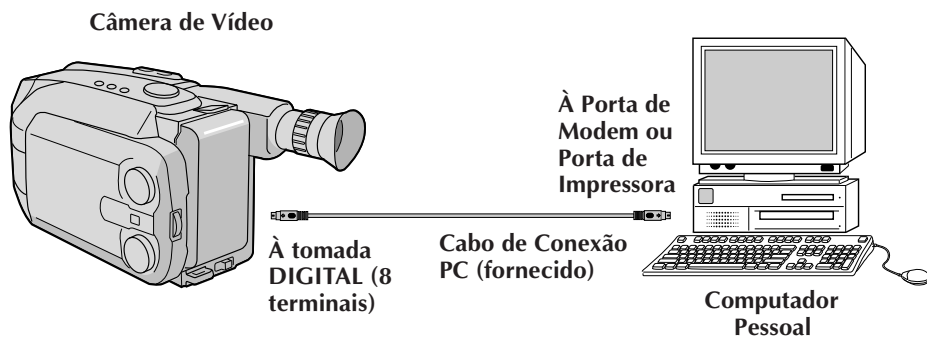 Câmera de Vídeo
À Porta de
Modem ou
Porta de
Impressora
À tomada
DIGITAL (8
terminais)
Cabo de Conexão
PC (fornecido)
Computador
Pessoal